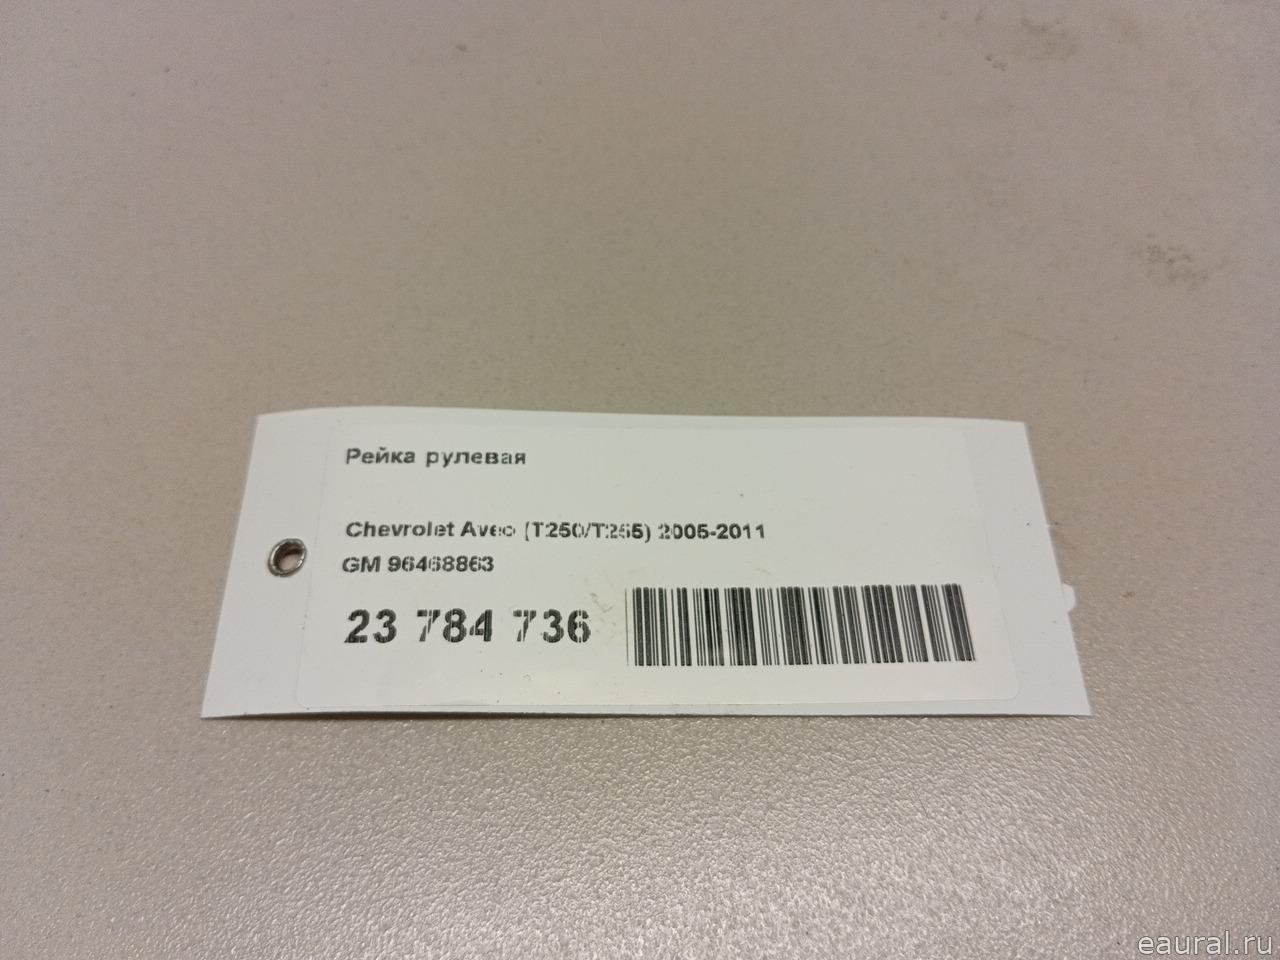 Рейка рулевая
Chevrolet Aveo (T250/T255) 2005-2011
GM 96468863
23 784 736
eaural.ru